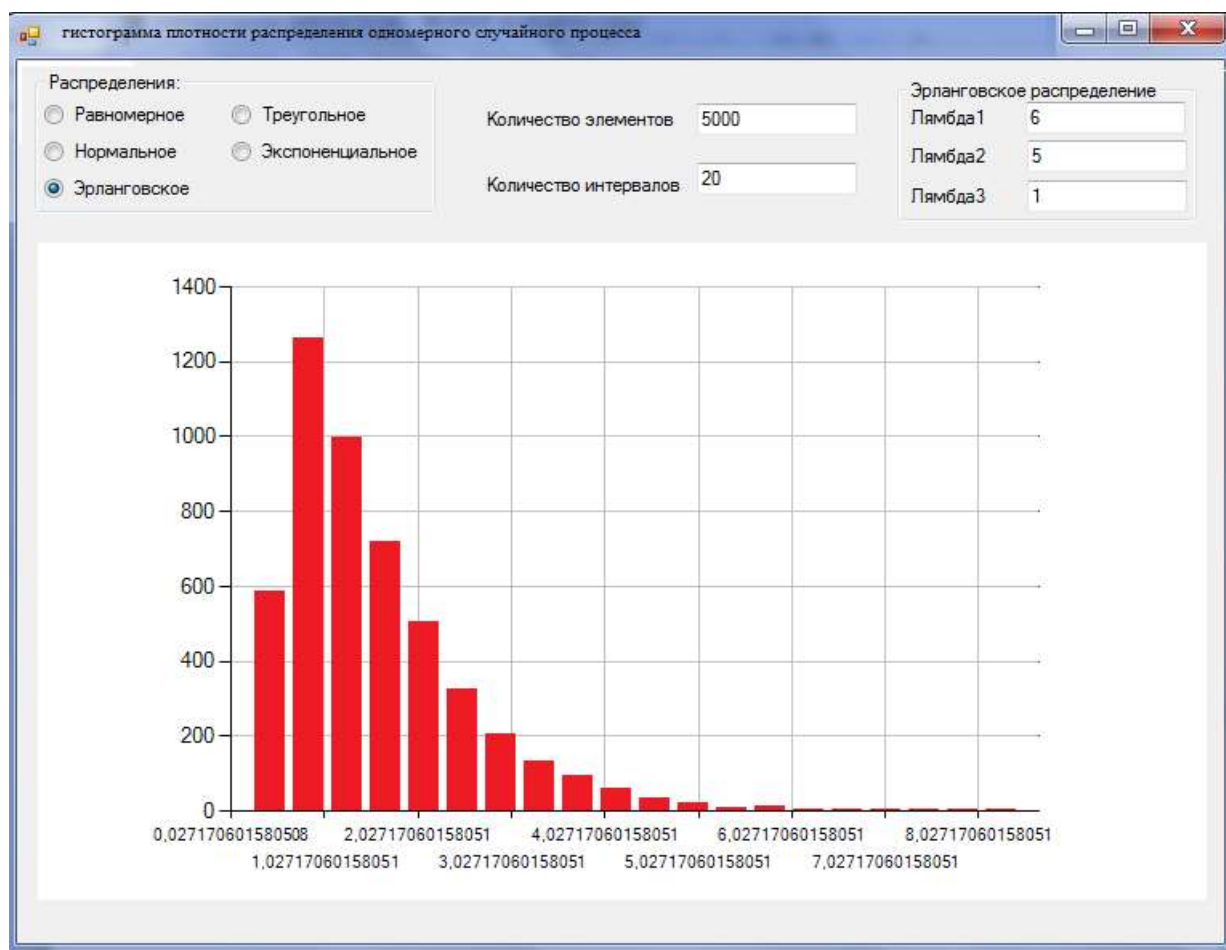 гистограмма плотности распределения одномерного случайного процесса
Распределения:
Равномерное
Треугольное
Нормальное
Экспоненциальное
Эрланговское
Количество элементов 5000
Количество интервалов 20
Эрланговское распределение
Лямбда1 6
Лямбда2 5
Лямбда3 1
1400
1200
1000
800
600
400
200
0
0,027170601580508
2,02717060158051
4,02717060158051
6,02717060158051
8,02717060158051
1,02717060158051
3,02717060158051
5,02717060158051
7,02717060158051